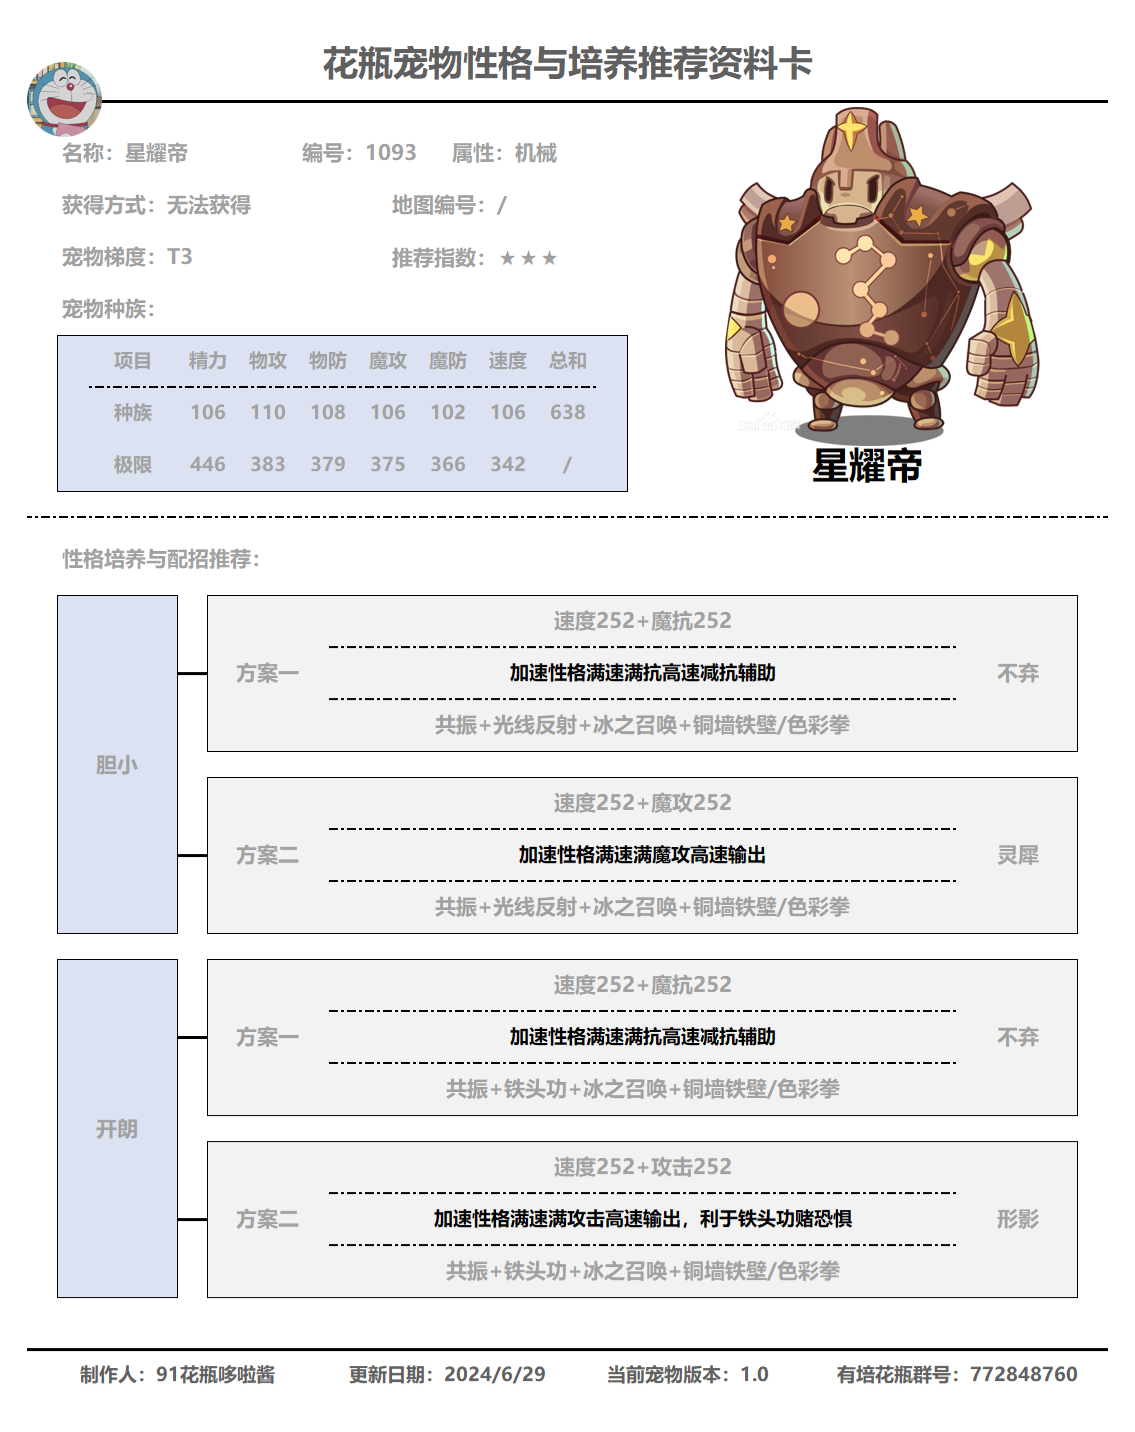 花瓶宠物性格与培养推荐资料卡
名称：星耀帝 编号：1093 属性：机械
获得方式：无法获得 地图编号：/
宠物梯度：T3 推荐指数：★★★
宠物种族：
项目 精力 物攻 物防 魔攻 魔防 速度 总和
种族 106 110 108 106 102 106 638
极限 446 383 379 375 366 342 /
星耀帝
性格培养与配招推荐：
胆小
方案一
速度252+魔抗252
加速性格满速满抗高速减抗辅助
共振+光线反射+冰之召唤+铜墙铁壁/色彩拳
不弃
方案二
速度252+魔攻252
加速性格满速满魔攻高速输出
共振+光线反射+冰之召唤+铜墙铁壁/色彩拳
灵犀
开朗
方案一
速度252+魔抗252
加速性格满速满抗高速减抗辅助
共振+铁头功+冰之召唤+铜墙铁壁/色彩拳
不弃
方案二
速度252+攻击252
加速性格满速满攻击高速输出，利于铁头功赌恐惧
共振+铁头功+冰之召唤+铜墙铁壁/色彩拳
形影
制作人：91花瓶哆啦酱 更新日期：2024/6/29 当前宠物版本：1.0 有培花瓶群号：772848760